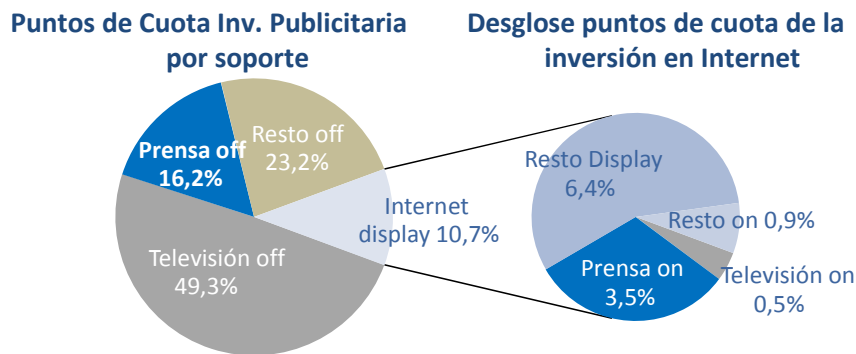 Puntos de Cuota Inv. Publicitaria
por soporte
Desglose puntos de cuota de la
inversión en Internet
Prensa off
16,2%
Resto off
23,2%
Internet
display 10,7%
Televisión off
49,3%
Resto Display
6,4%
Resto on 0,9%
Prensa on
3,5%
Televisión on
0,5%